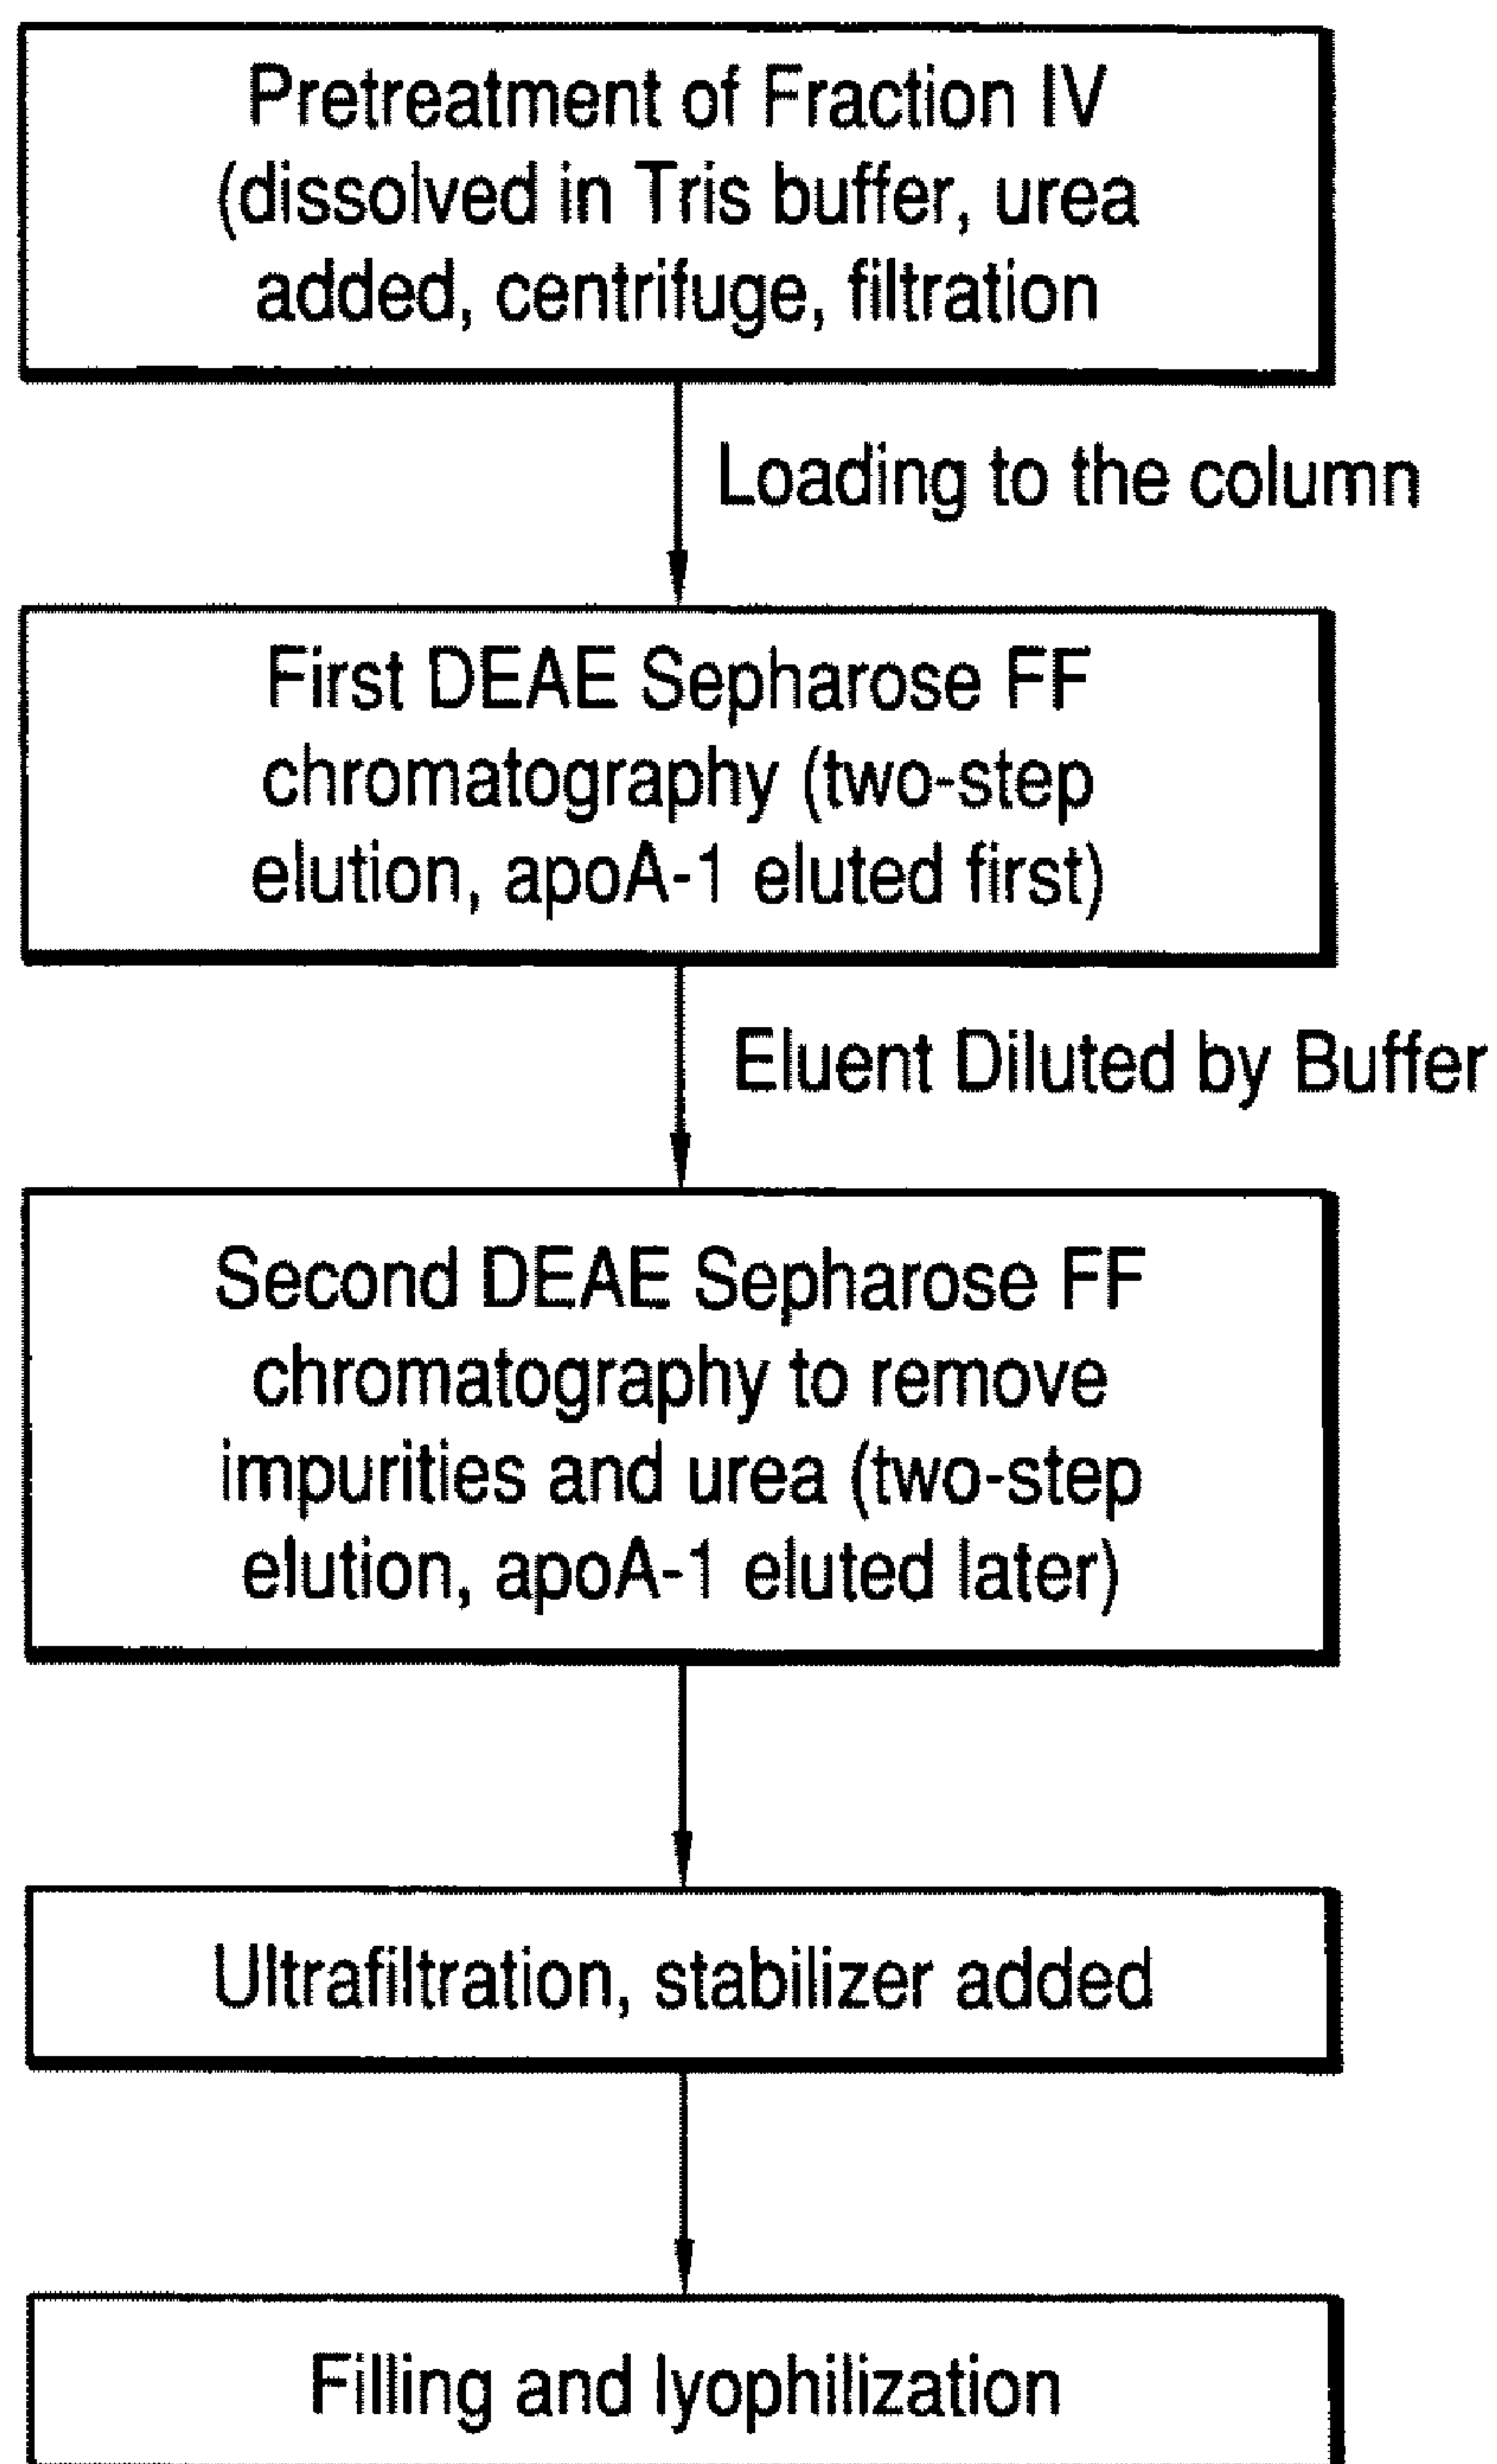 Pretreatment of Fraction IV
(dissolved in Tris buffer, urea
added, centrifuge, filtration
Loading to the column
First DEAE Sepharose FF
chromatography (two-step
elution, apoA-1 eluted first)
Eluent Diluted by Buffer
Second DEAE Sepharose FF
chromatography to remove
impurities and urea (two-step
elution, apoA-1 eluted later)
Ultrafiltration, stabilizer added
Filling and lyophilization